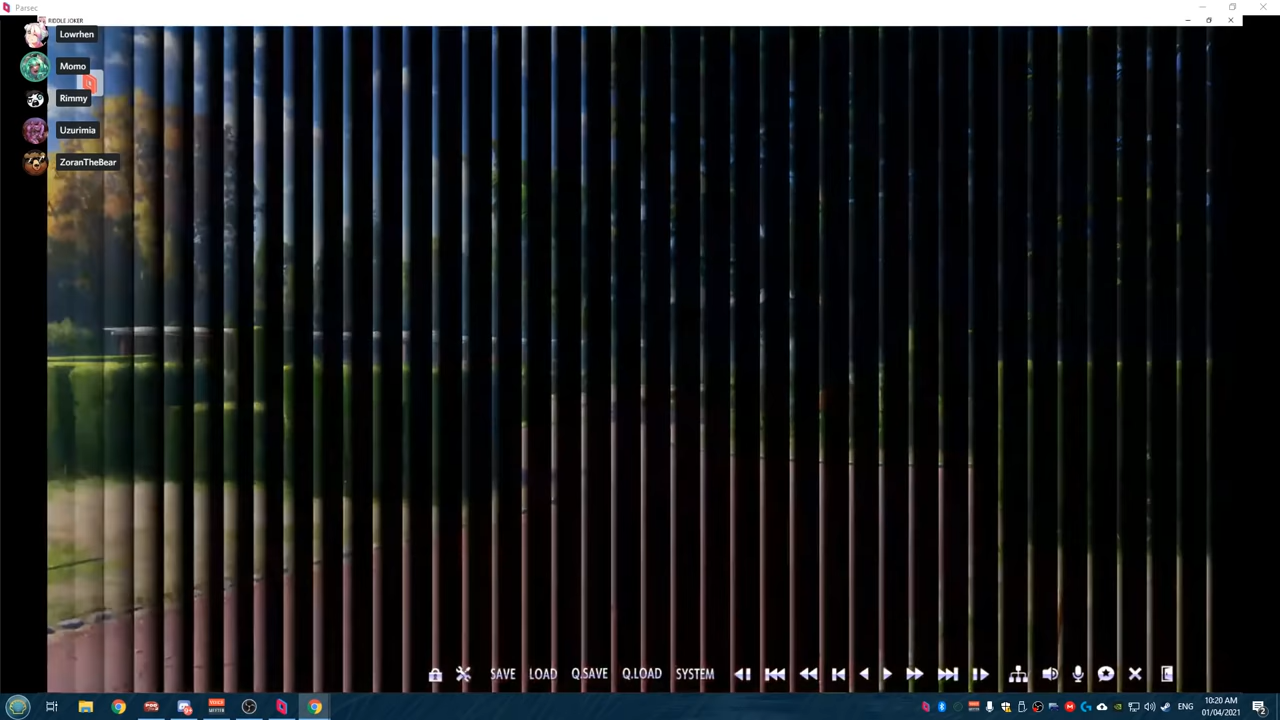 Parsec
RIDDLE JOKER
Lowrhen
Momo
Rimmy
Uzurimia
ZoranTheBear
SAVE LOAD Q.SAVE Q.LOAD SYSTEM
ENG
10:20 AM
01/04/2021
2